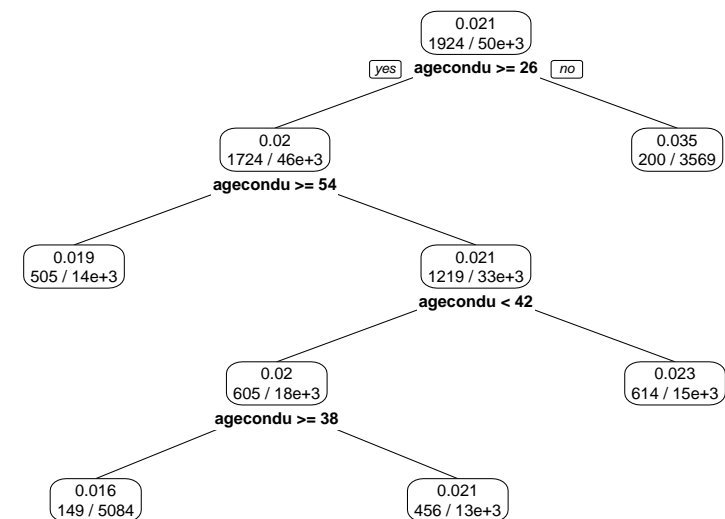 0.021
1924 / 50e+3
yes agecondu >= 26 no
0.02
1724 / 46e+3
agecondu >= 54
0.035
200 / 3569
0.019
505 / 14e+3
0.021
1219 / 33e+3
agecondu < 42
0.02
605 / 18e+3
agecondu >= 38
0.023
614 / 15e+3
0.016
149 / 5084
0.021
456 / 13e+3